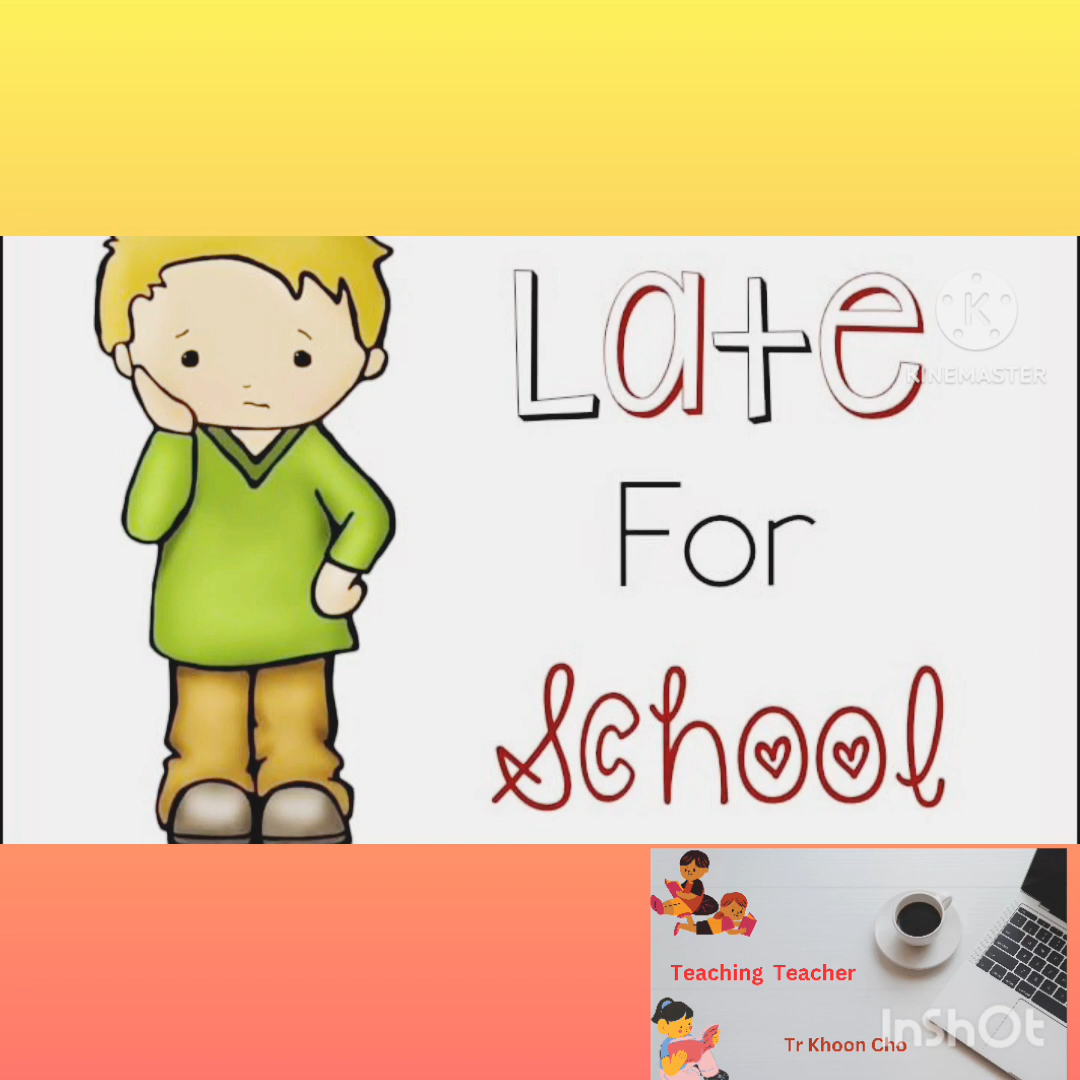 Late
K
KINEMASTER
For
School
Teaching Teacher
InShOt
Tr Khoon Cho